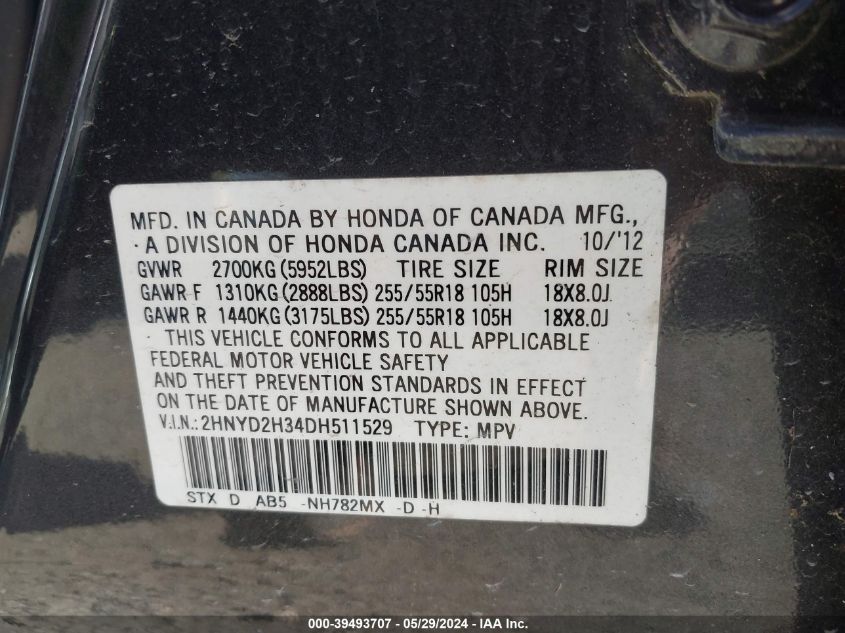 MFD. IN CANADA BY HONDA OF CANADA MFG.,
A DIVISION OF HONDA CANADA INC. 10/'12
GVWR 2700KG (5952LBS) TIRE SIZE RIM SIZE
GAWR F 1310KG (2888LBS) 255/55R18 105H 18X8.0J
GAWR R 1440KG (3175LBS) 255/55R18 105H 18X8.0J
THIS VEHICLE CONFORMS TO ALL APPLICABLE
FEDERAL MOTOR VEHICLE SAFETY
AND THEFT PREVENTION STANDARDS IN EFFECT
ON THE DATE OF MANUFACTURE SHOWN ABOVE.
V.I.N.: 2HNYD2H34DH511529 TYPE: MPV
STX D AB5 -NH782MX -D -H
000-39493707 - 05/29/2024 - IAA Inc.